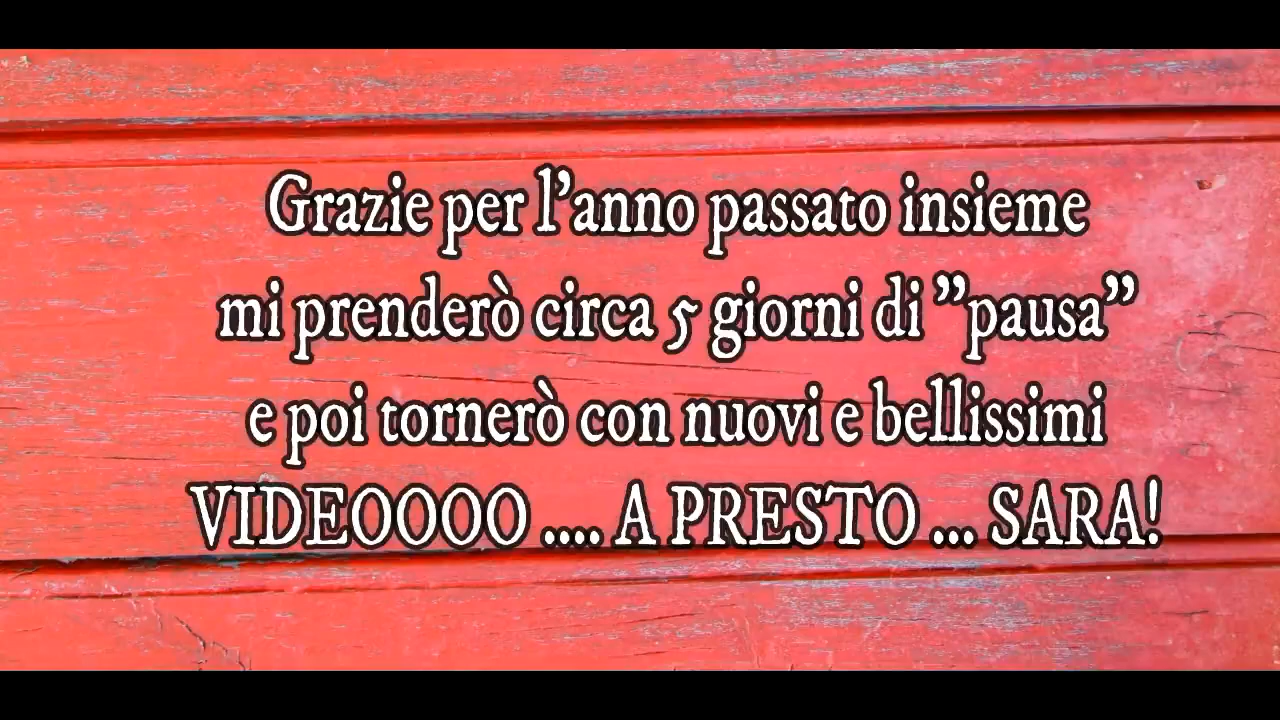 Grazie per l'anno passato insieme
mi prenderò circa 5 giorni di "pausa"
e poi tornerò con nuovi e bellissimi
VIDEOOOO .... A PRESTO ... SARA!